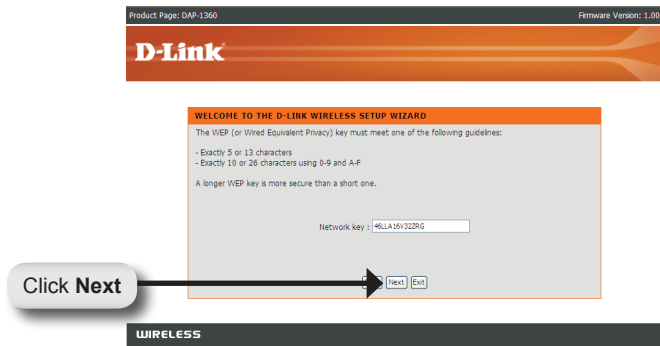 Product Page: DAP-1360 Firmware Version: 1.00
D-Link
WELCOME TO THE D-LINK WIRELESS SETUP WIZARD
The WEP (or Wired Equivalent Privacy) key must meet one of the following guidelines:
- Exactly 5 or 13 characters
- Exactly 10 or 26 characters using 0-9 and A-F
A longer WEP key is more secure than a short one.
Network key : 46LLA16V32ZRG
Click Next
Next Exit
WIRELESS